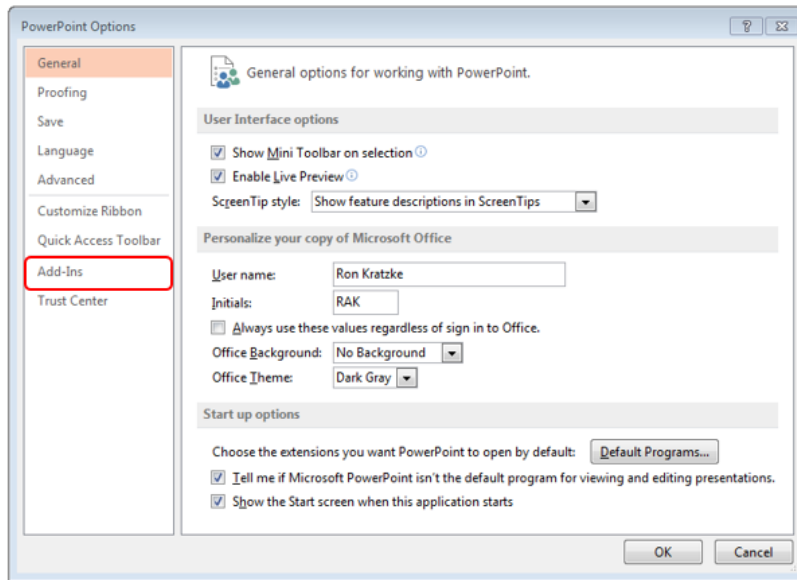 PowerPoint Options
General
Proofing
Save
Language
Advanced
Customize Ribbon
Quick Access Toolbar
Add-Ins
Trust Center
General options for working with PowerPoint.
User Interface options
Show Mini Toolbar on selection
Enable Live Preview
ScreenTip style: Show feature descriptions in ScreenTips
Personalize your copy of Microsoft Office
User name: Ron Kratzke
Initials: RAK
Always use these values regardless of sign in to Office.
Office Background: No Background
Office Theme: Dark Gray
Start up options
Choose the extensions you want PowerPoint to open by default: Default Programs...
Tell me if Microsoft PowerPoint isn't the default program for viewing and editing presentations.
Show the Start screen when this application starts
OK Cancel